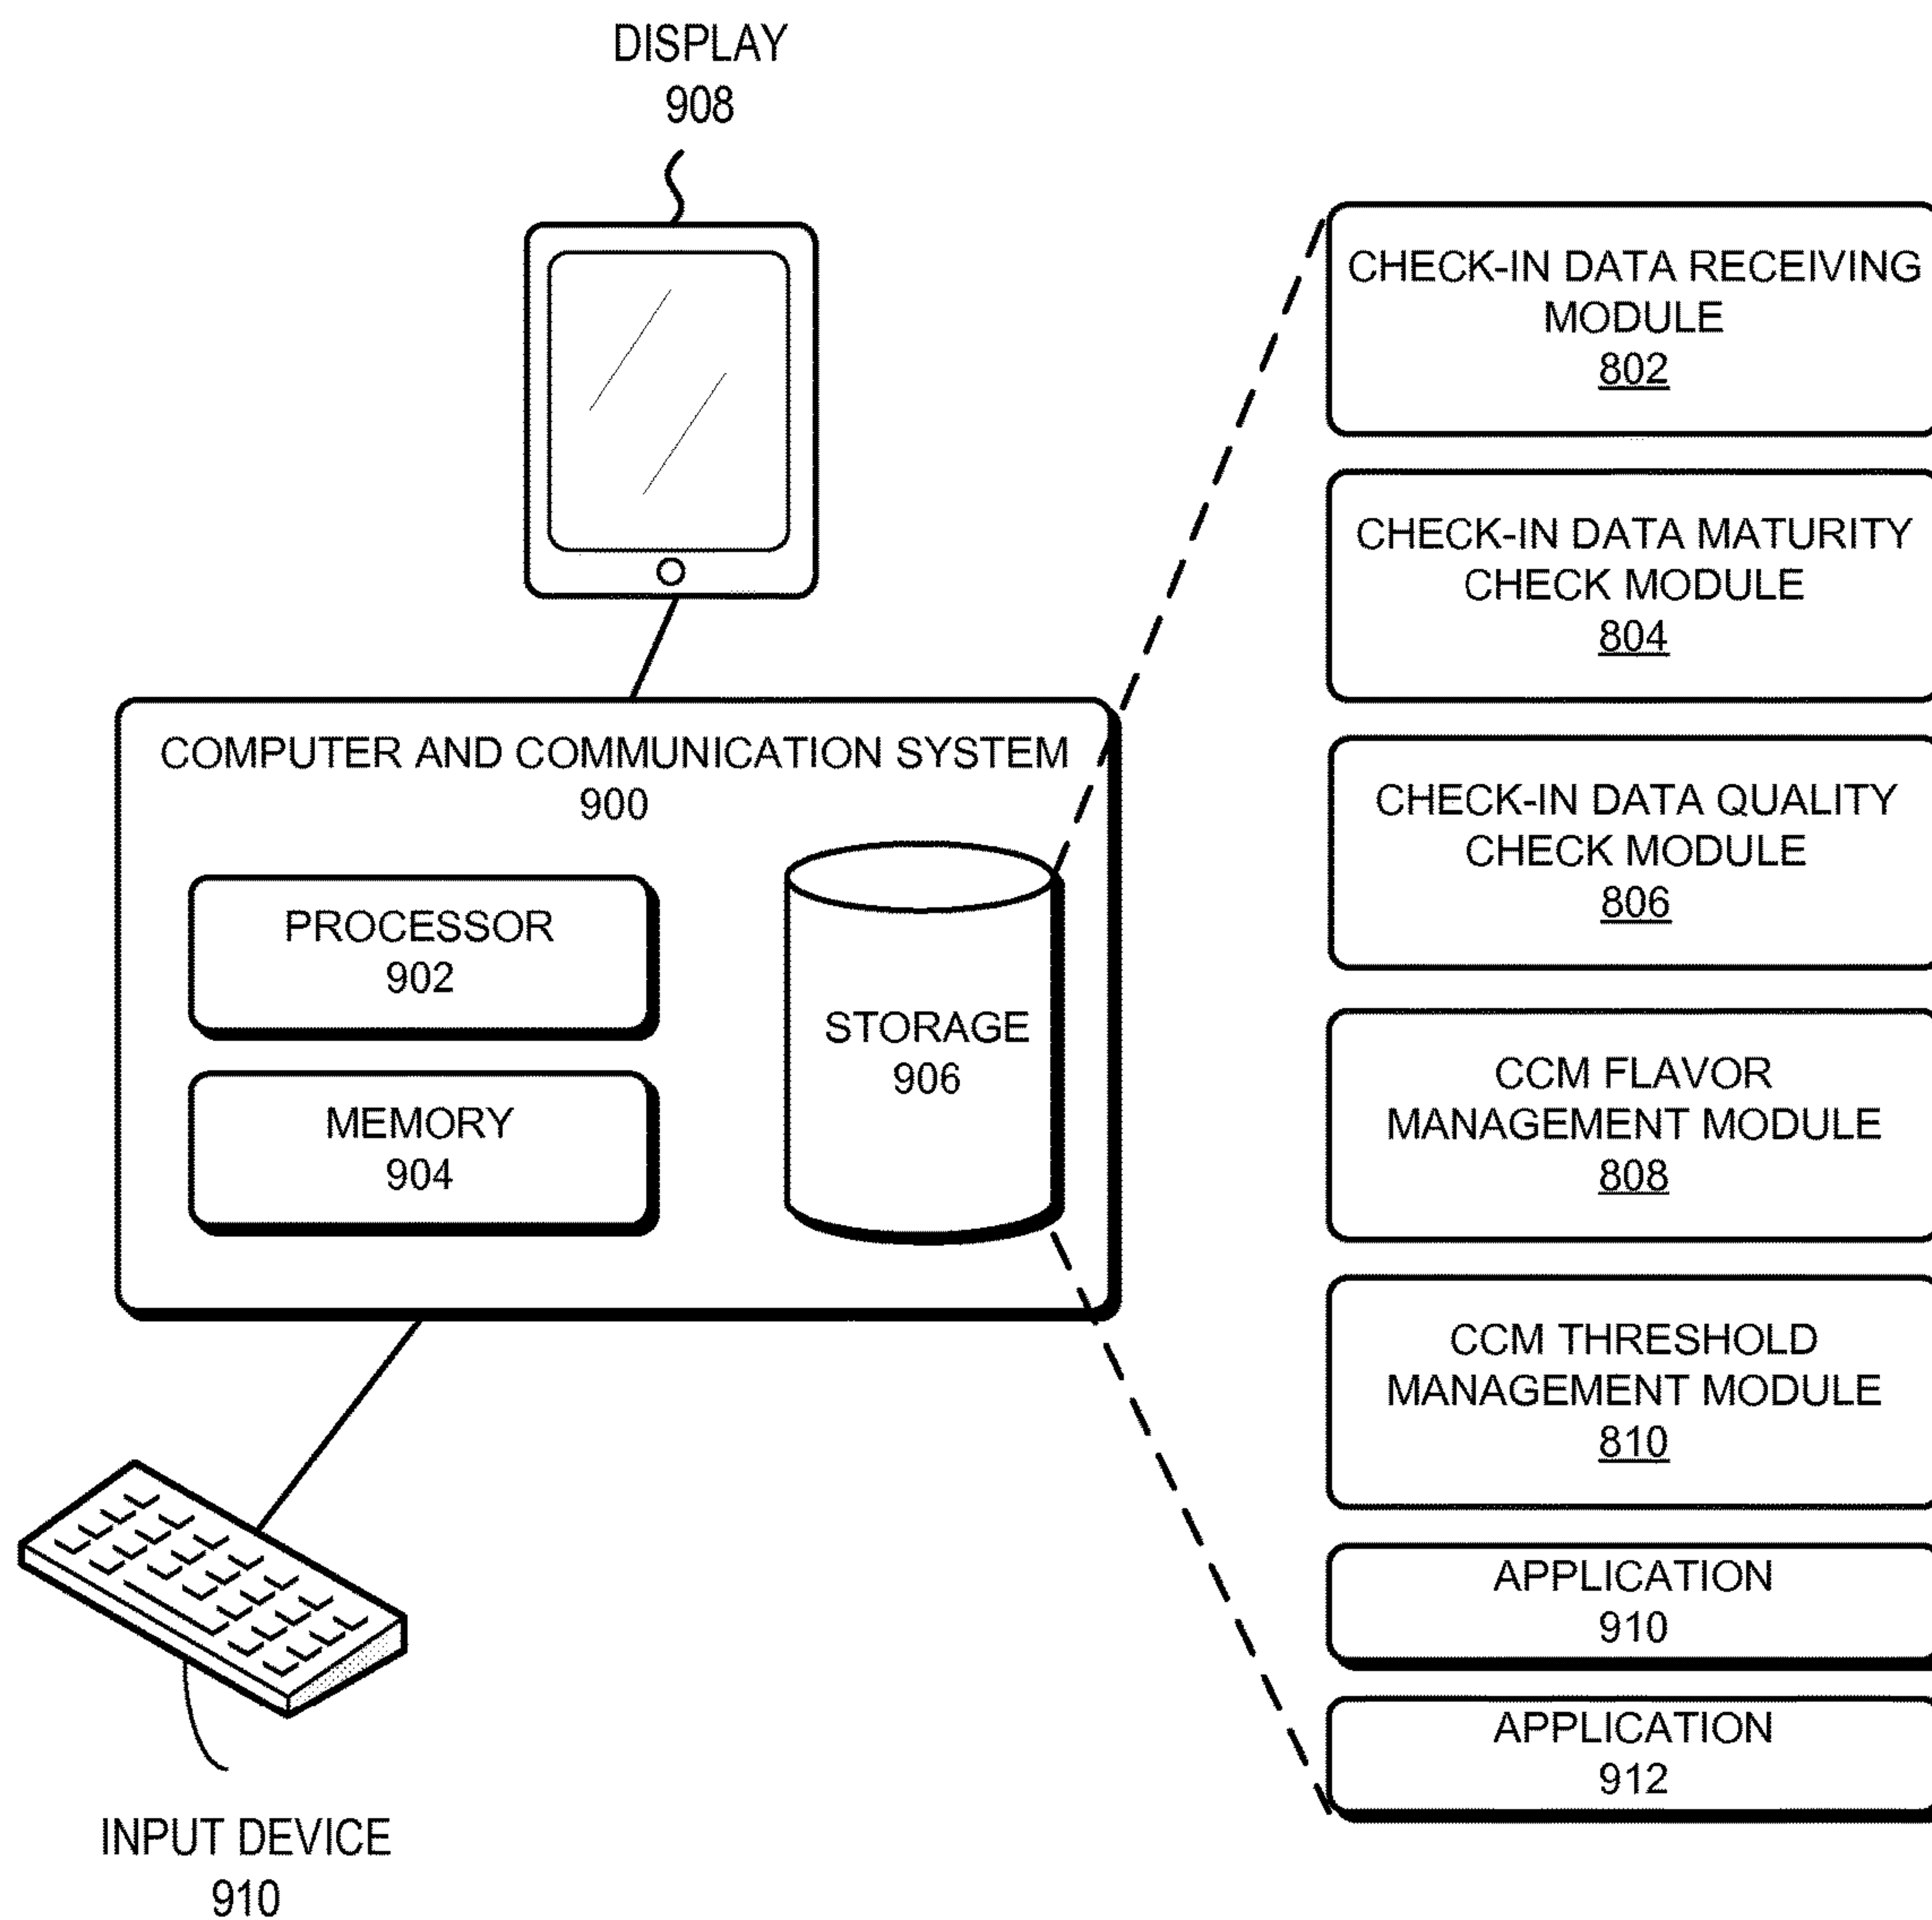 DISPLAY
908
COMPUTER AND COMMUNICATION SYSTEM
900
PROCESSOR
902
MEMORY
904
STORAGE
906
INPUT DEVICE
910
CHECK-IN DATA RECEIVING
MODULE
802
CHECK-IN DATA MATURITY
CHECK MODULE
804
CHECK-IN DATA QUALITY
CHECK MODULE
806
CCM FLAVOR
MANAGEMENT MODULE
808
CCM THRESHOLD
MANAGEMENT MODULE
810
APPLICATION
910
APPLICATION
912